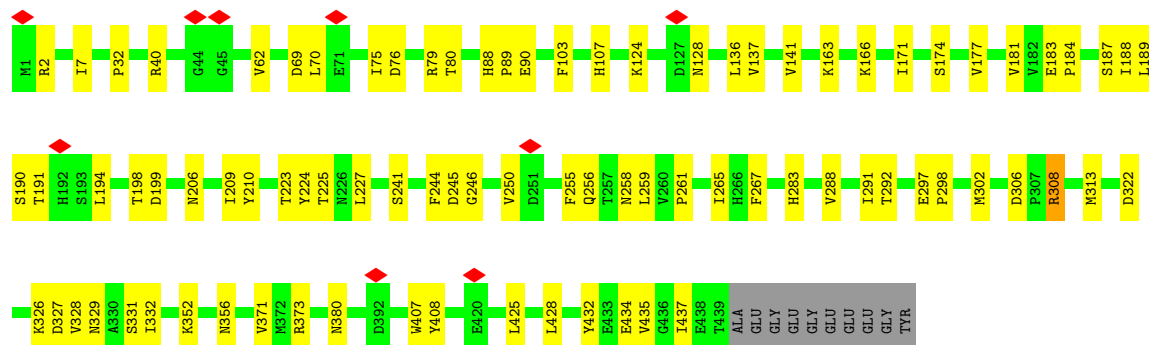 M1 R2 I7 P32 R40 G44 G45 V62 D69 L70 E71 I75 D76 R79 T80 H88 P89 E90 F103 H107 K124 D127 N128 L136 V137 V141 K163 K166 I171 S174 V177 V181 V182 E183 P184 S187 I188 L189
S190 T191 H192 S193 L194 T198 D199 N206 I209 Y210 T223 Y224 T225 N226 L227 S241 F244 D245 G246 V250 D251 F255 Q256 T257 N258 L259 V260 P261 I265 H266 F267 H283 V288 I291 T292 E297 P298 M302 D306 P307 R308 M313 D322
K326 D327 V328 N329 A330 S331 I332 K352 N356 V371 M372 R373 N380 D392 W407 Y408 E420 L425 L428 Y432 E433 E434 V435 G436 I437 E438 T439 ALA GLU GLY GLU GLY GLU GLU GLU GLY TYR